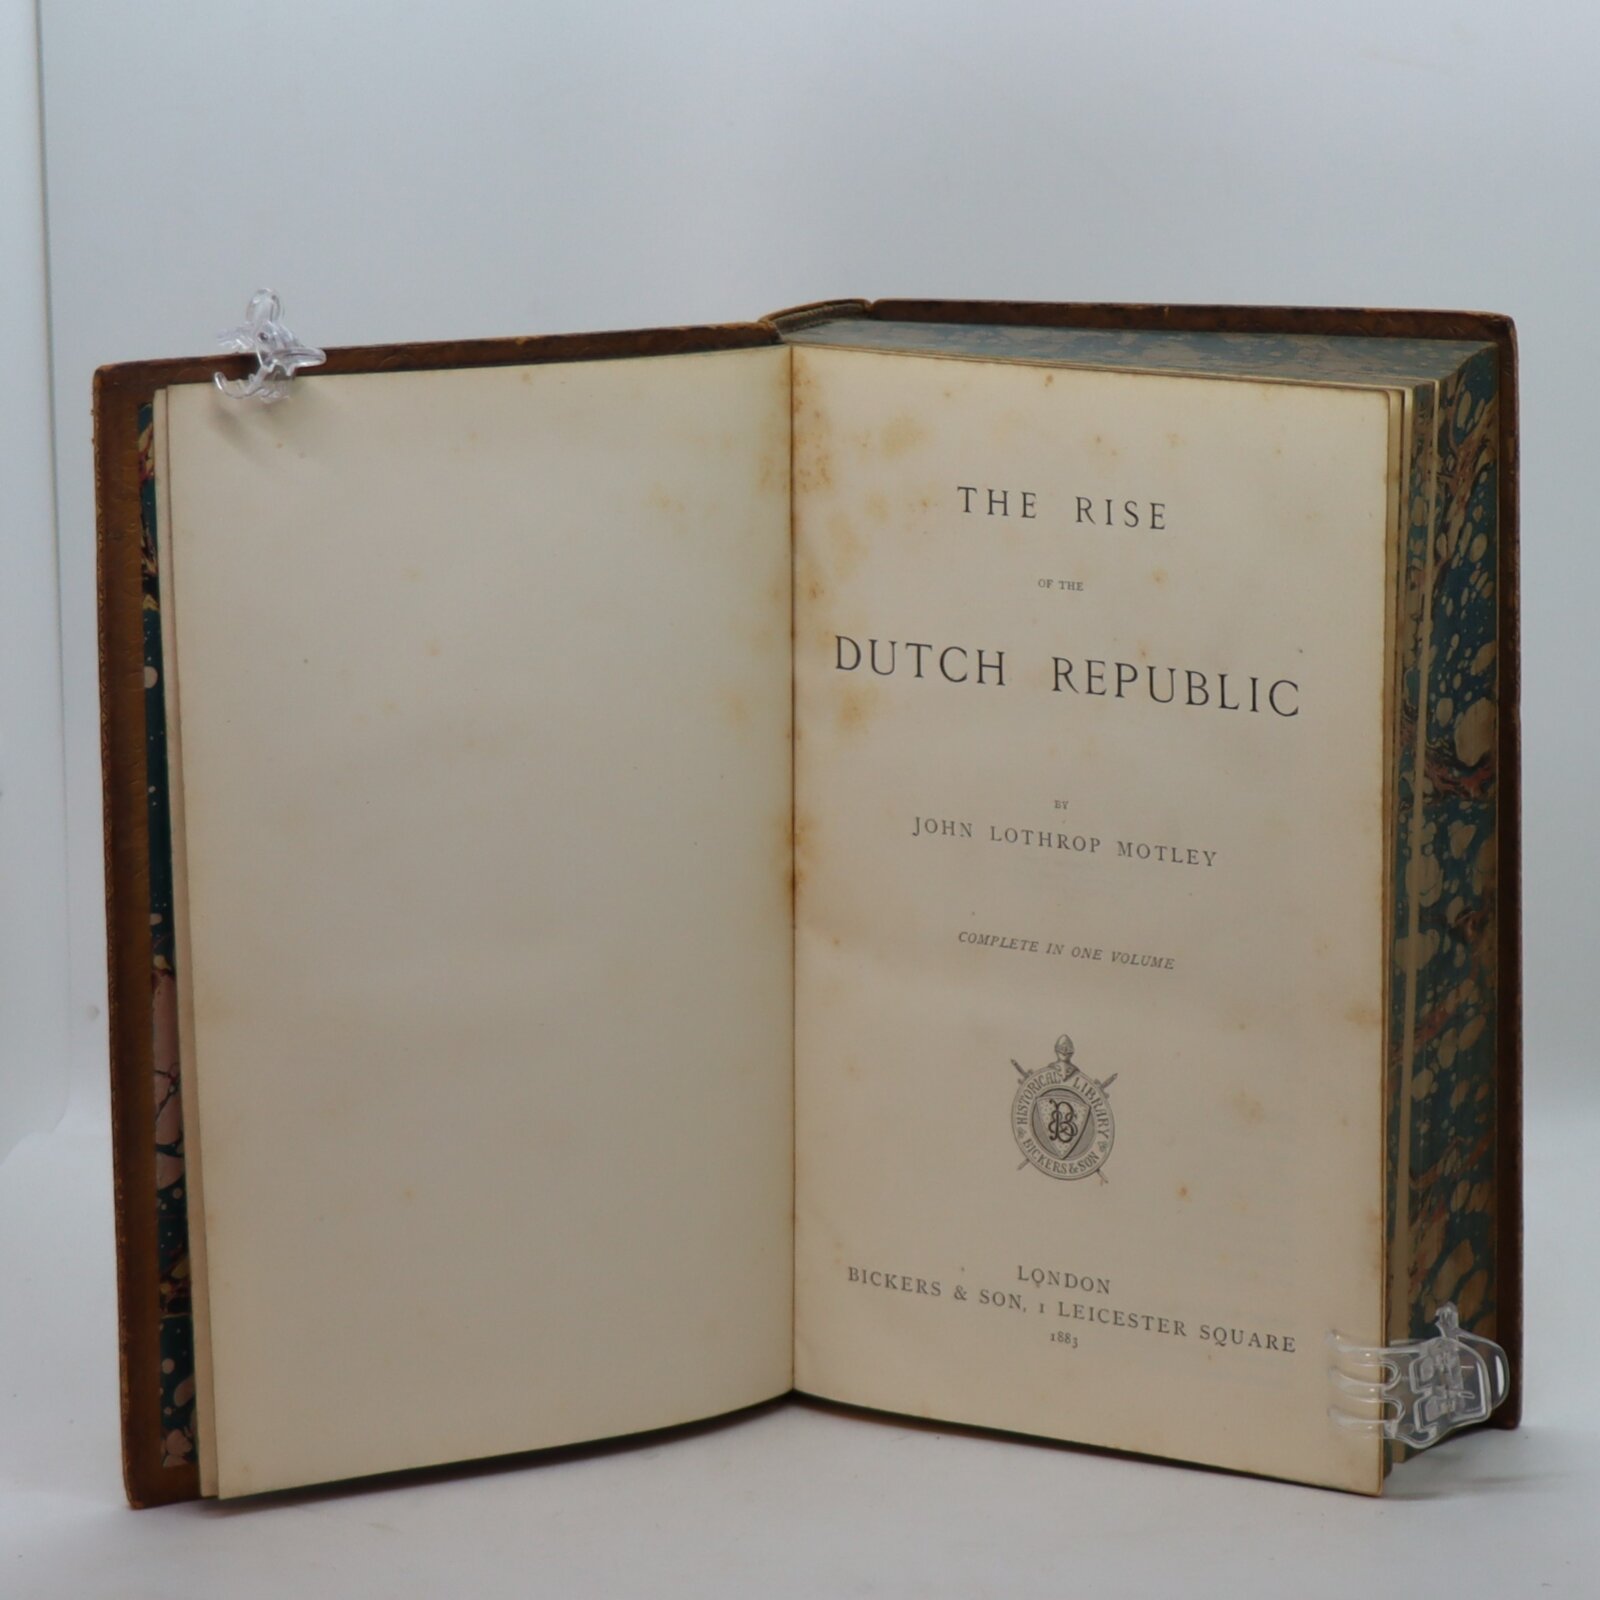 THE RISE
OF THE
DUTCH REPUBLIC
BY
JOHN LOTHROP MOTLEY
COMPLETE IN ONE VOLUME
HISTORICAL LIBRARY
BS
BICKERS & SON
LONDON
BICKERS & SON, 1 LEICESTER SQUARE
1883